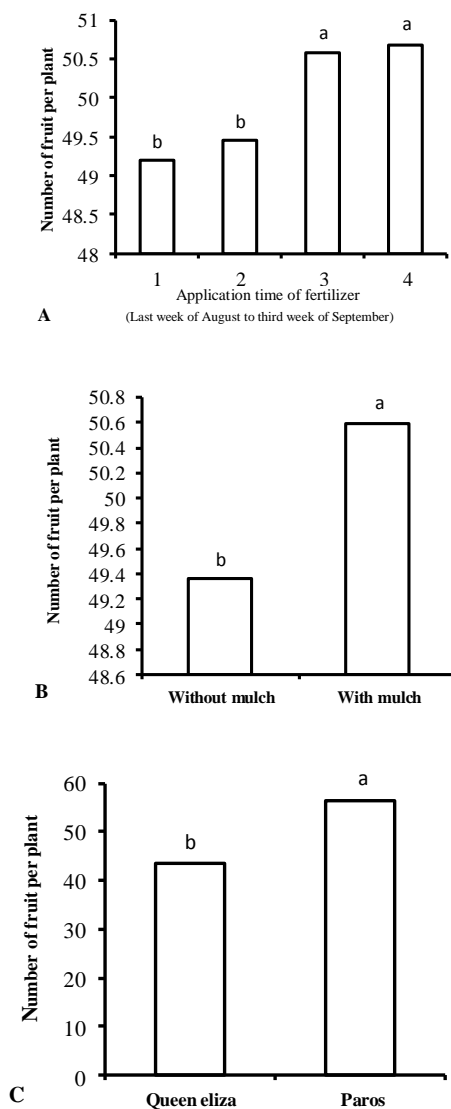 Number of fruit per plant
51
50.5
50
49.5
49
48.5
48
b
b
a
a
1 2 3 4
Application time of fertilizer
A
(Last week of August to third week of September)
Number of fruit per plant
50.8
50.6
50.4
50.2
50
49.8
49.6
49.4
49.2
49
48.8
48.6
b
a
B
Without mulch With mulch
Number of fruit per plant
60
50
40
30
20
10
0
b
a
C
Queen eliza Paros